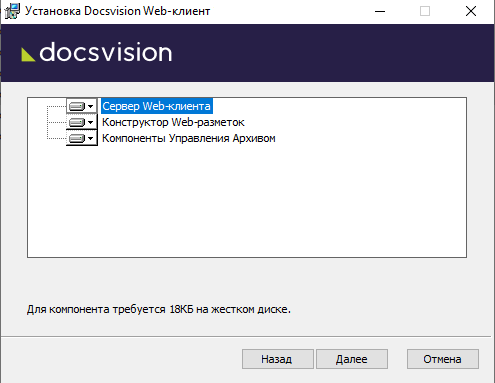 Установка Docsvision Web-клиент
docsvision
Сервер Web-клиента
Конструктор Web-разметок
Компоненты Управления Архивом
Для компонента требуется 18КБ на жестком диске.
Назад Далее Отмена